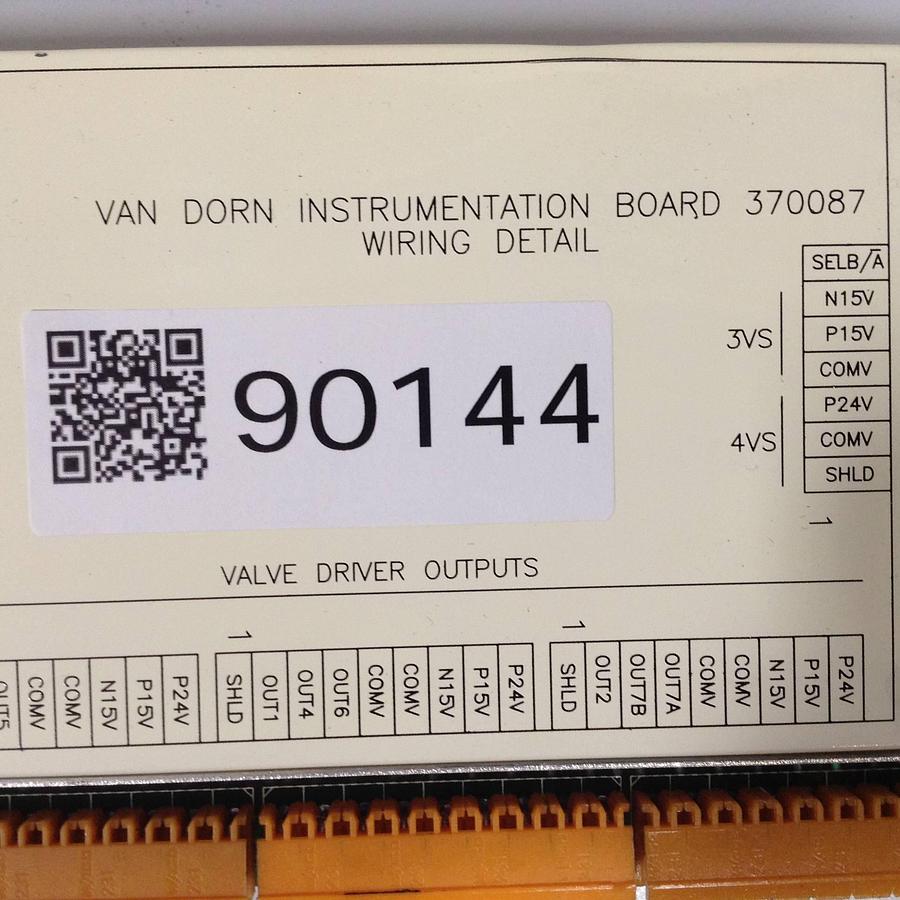 VAN DORN INSTRUMENTATION BOARD 370087
WIRING DETAIL
SELB/A̅
N15V
3VS
P15V
COMV
P24V
4VS
COMV
SHLD
1
90144
VALVE DRIVER OUTPUTS
1
1
OUT5
COMV
COMV
N15V
P15V
P24V
SHLD
OUT1
OUT4
OUT6
COMV
COMV
N15V
P15V
P24V
SHLD
OUT2
OUT7B
OUT7A
COMV
COMV
N15V
P15V
P24V